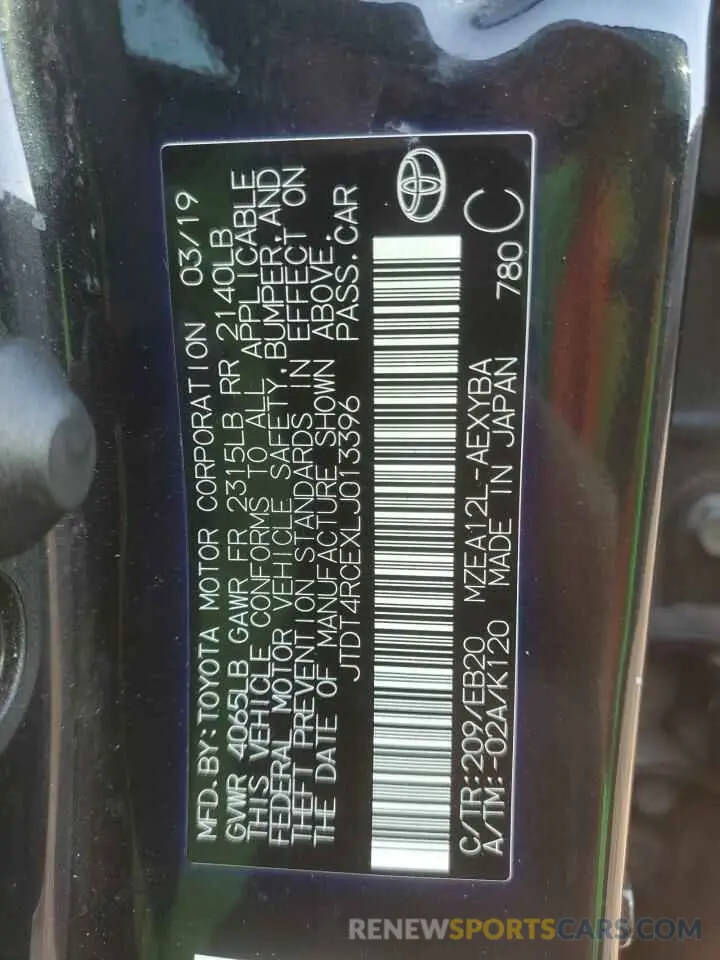 MFD. BY: TOYOTA MOTOR CORPORATION 03/19
GVWR 4065LB GAWR FR 2315LB RR 2140LB
THIS VEHICLE CONFORMS TO ALL APPLICABLE
FEDERAL MOTOR VEHICLE SAFETY, BUMPER, AND
THEFT PREVENTION STANDARDS IN EFFECT ON
THE DATE OF MANUFACTURE SHOWN ABOVE.
JTDT4RCEXLJ013396 PASS. CAR
C/TR: 209/EB20 MZEA12L-AEXYBA 780 C
A/TM: -02A/K120 MADE IN JAPAN
RENEWSPORTSCARS.COM